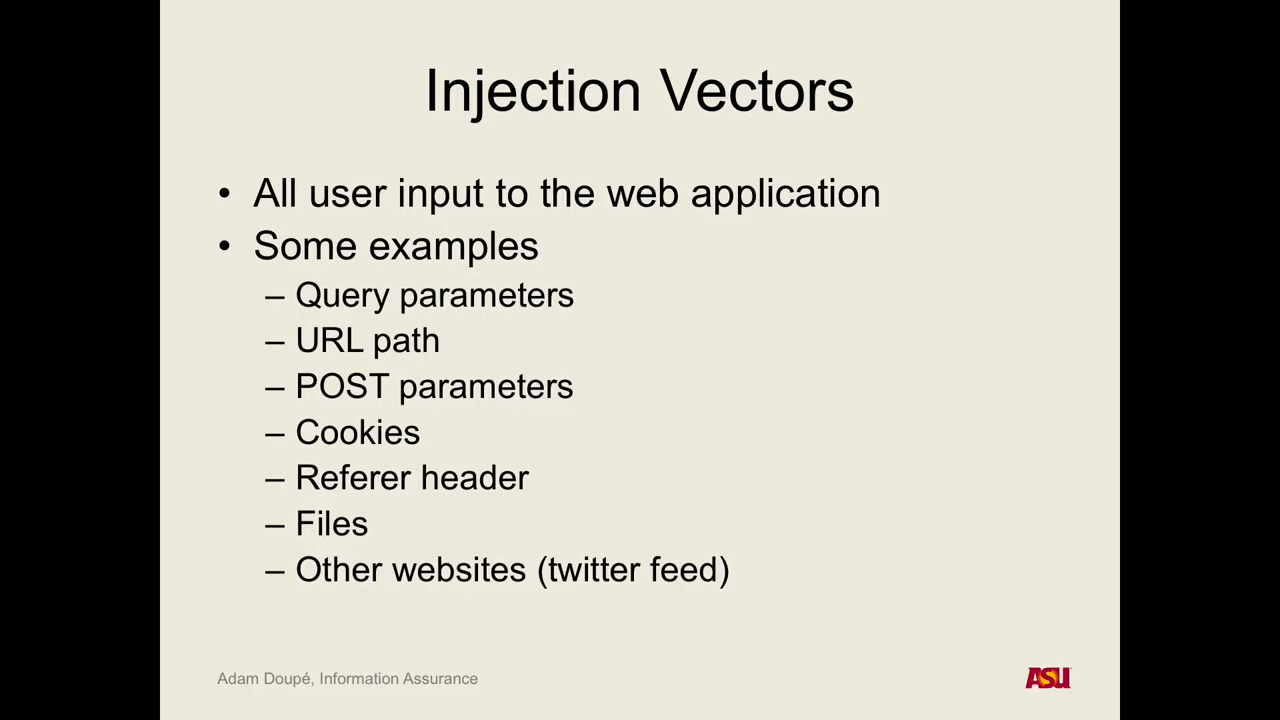 Injection Vectors
• All user input to the web application
• Some examples
– Query parameters
– URL path
– POST parameters
– Cookies
– Referer header
– Files
– Other websites (twitter feed)
Adam Doupé, Information Assurance
ASU